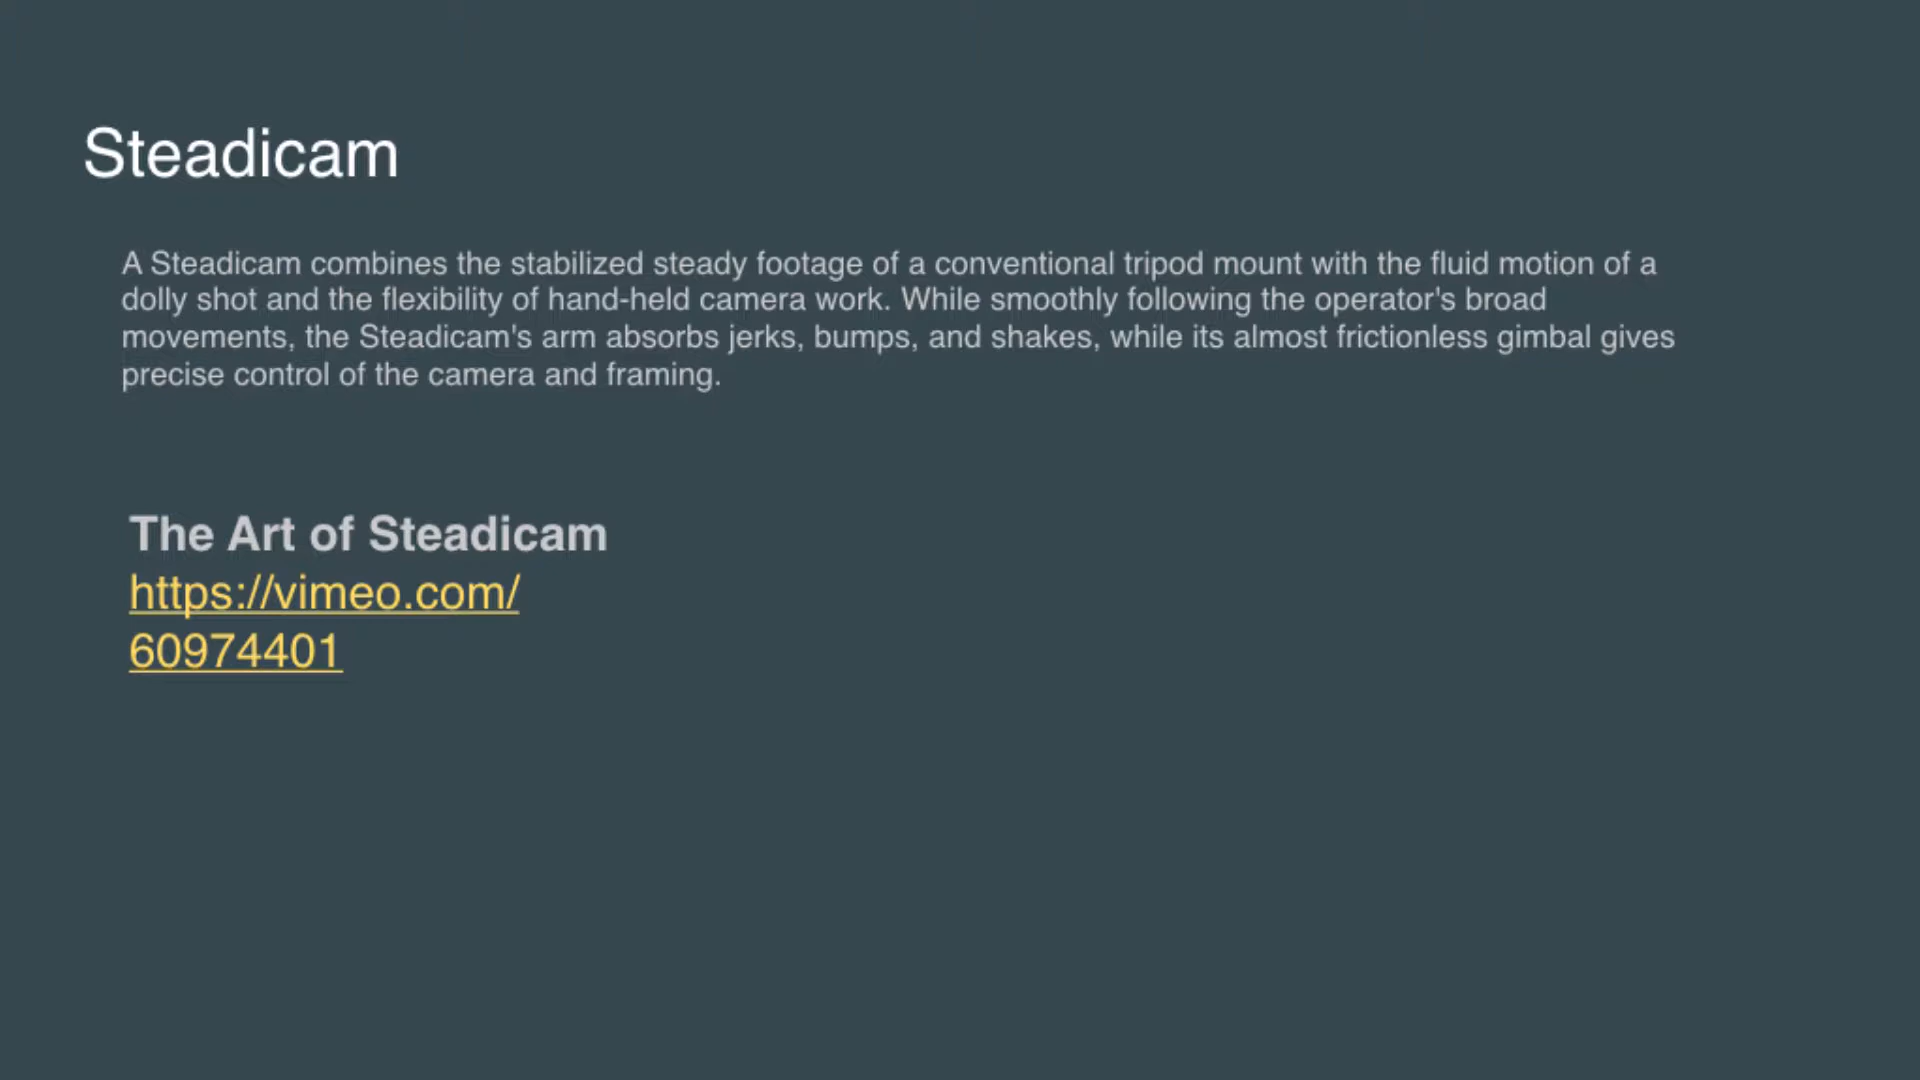 Steadicam
A Steadicam combines the stabilized steady footage of a conventional tripod mount with the fluid motion of a
dolly shot and the flexibility of hand-held camera work. While smoothly following the operator's broad
movements, the Steadicam's arm absorbs jerks, bumps, and shakes, while its almost frictionless gimbal gives
precise control of the camera and framing.
The Art of Steadicam
https://vimeo.com/
60974401